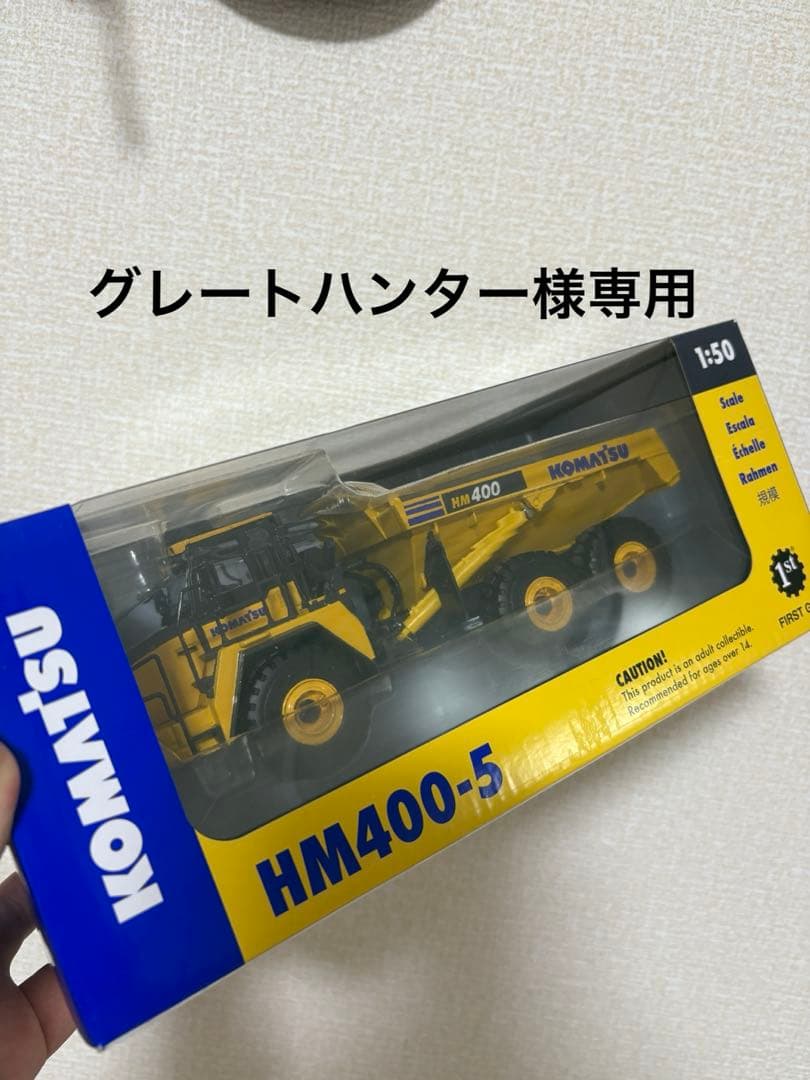 グレートハンター様専用
1:50
Scale
Escala
Échelle
Rahmen
規模
1st
FIRST
KOMATSU
HM400
KOMATSU
KOMATSU
CAUTION!
This product is an adult collectible.
Recommended for ages over 14.
HM400-5